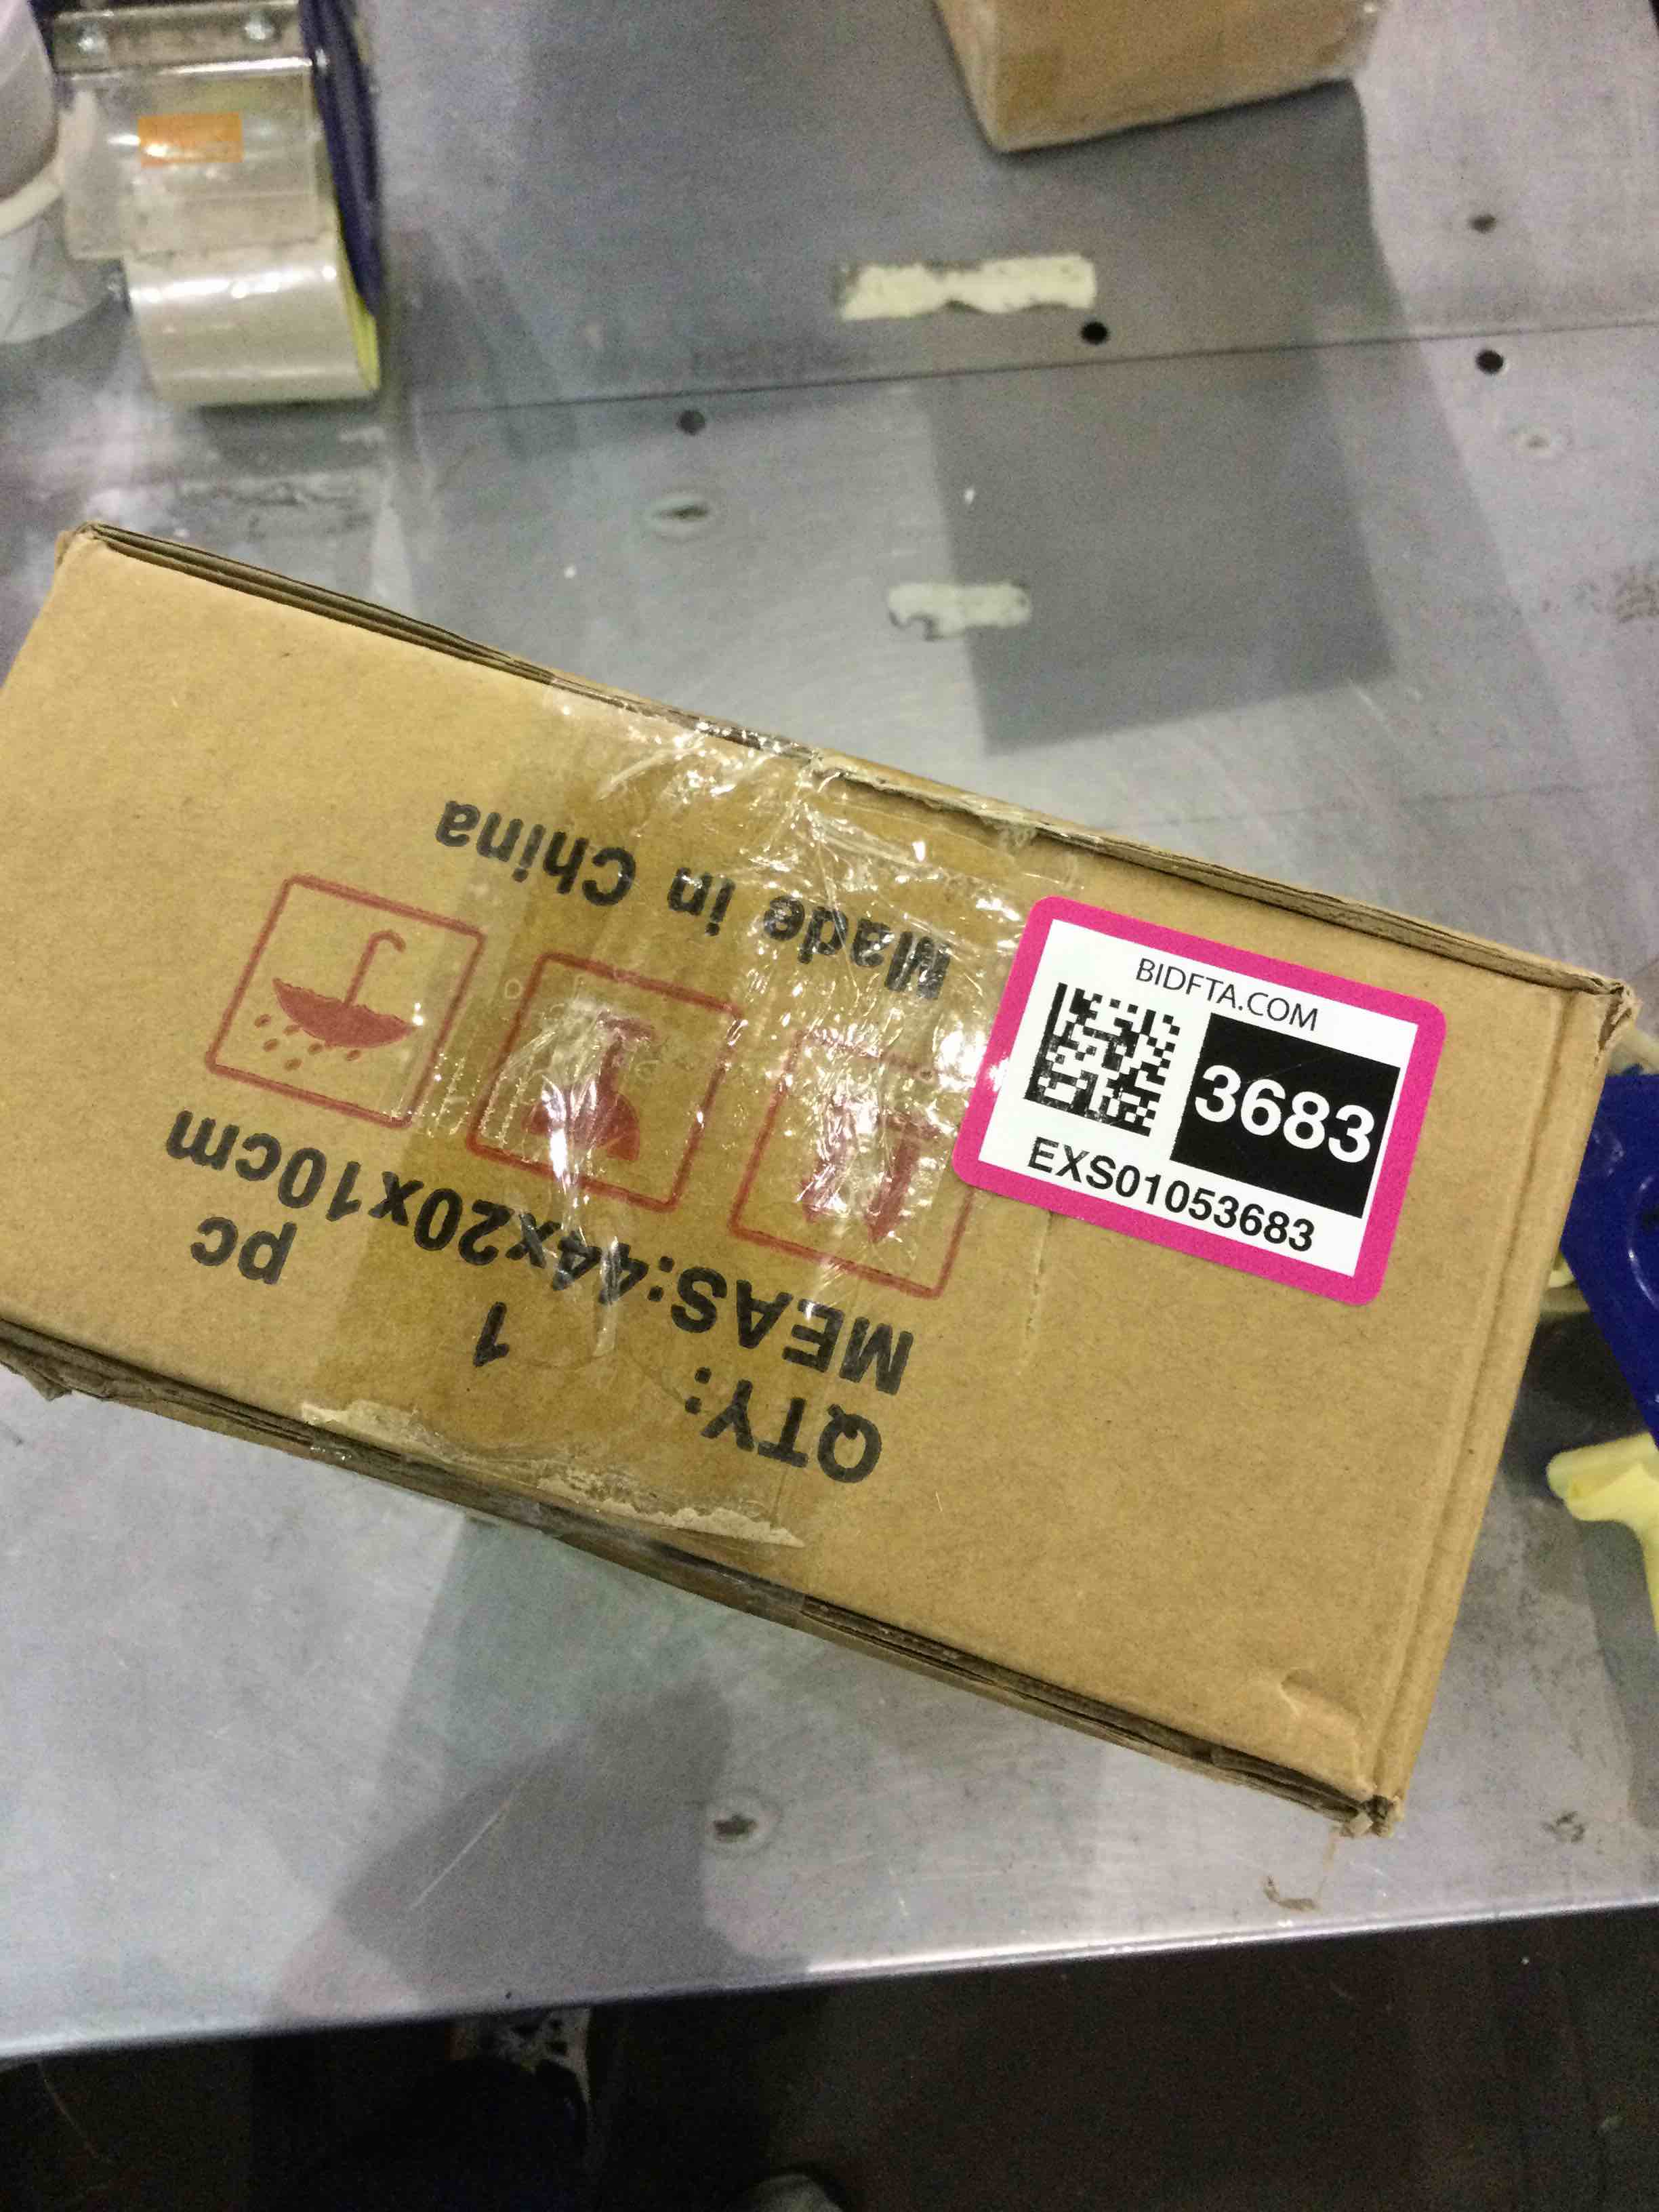 QTY: 1 pc
MEAS:44x20x10cm
Made in China
BIDFTA.COM
3683
EXS01053683